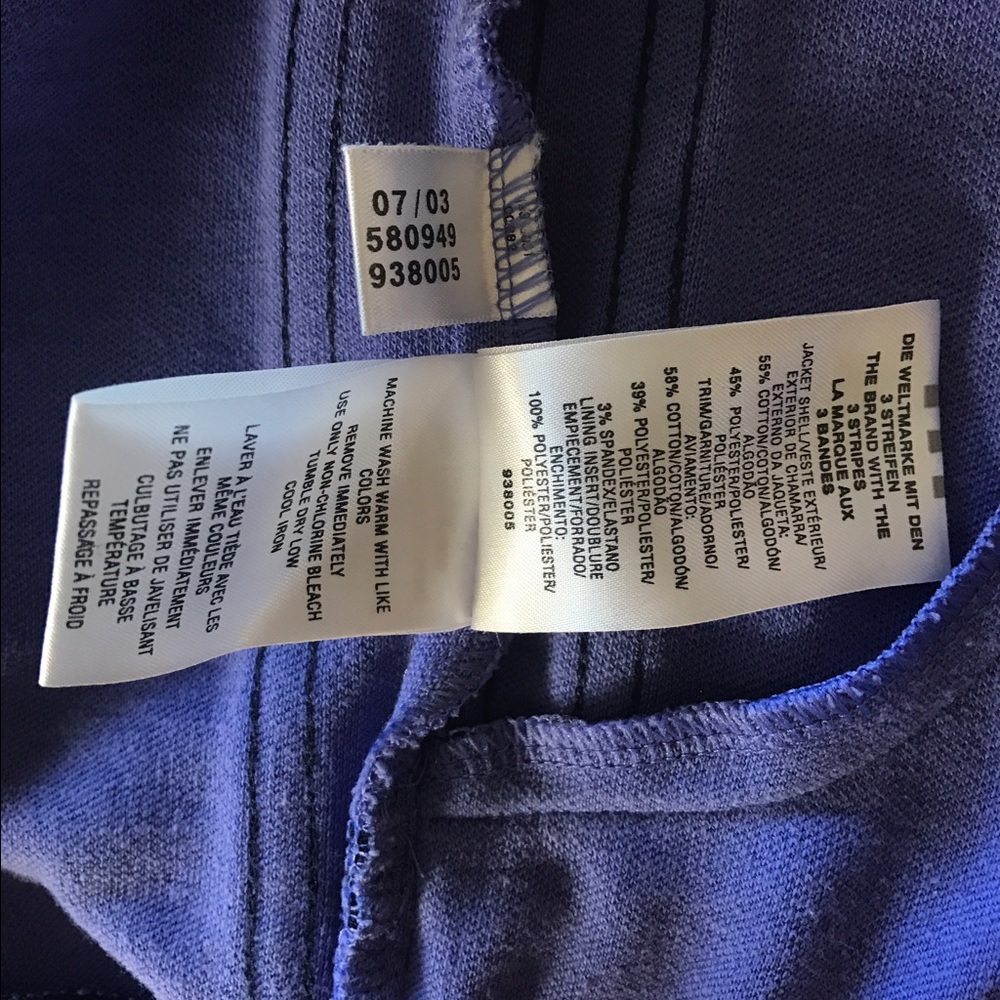 07/03
580949
938005
DIE WELTMARKE MIT DEN
3 STREIFEN
THE BRAND WITH THE
3 STRIPES
LA MARQUE AUX
3 BANDES
JACKET SHELL/VESTE EXTÉRIEUR/
EXTERIOR DE CHAMARRA/
EXTERNO DA JAQUETA:
55% COTTON/COTON/ALGODÓN/
ALGODÃO
45% POLYESTER/POLIESTER/
POLIÉSTER
TRIM/GARNITURE/ADORNO/
AVIAMENTO:
58% COTTON/COTON/ALGODÓN/
ALGODÃO
39% POLYESTER/POLIESTER/
POLIÉSTER
3% SPANDEX/ELASTANO
LINING INSERT/DOUBLURE
EMPIECEMENT/FORRADO/
ENCHIMENTO:
100% POLYESTER/POLIESTER/
POLIÉSTER
938005
MACHINE WASH WARM WITH LIKE
COLORS
REMOVE IMMEDIATELY
USE ONLY NON-CHLORINE BLEACH
TUMBLE DRY LOW
COOL IRON
LAVER À L'EAU TIÈDE AVEC LES
MÊME COULEURS
ENLEVER IMMÉDIATEMENT
NE PAS UTILISER DE JAVELISANT
CULBUTAGE À BASSE
TEMPÉRATURE
REPASSAGE À FROID